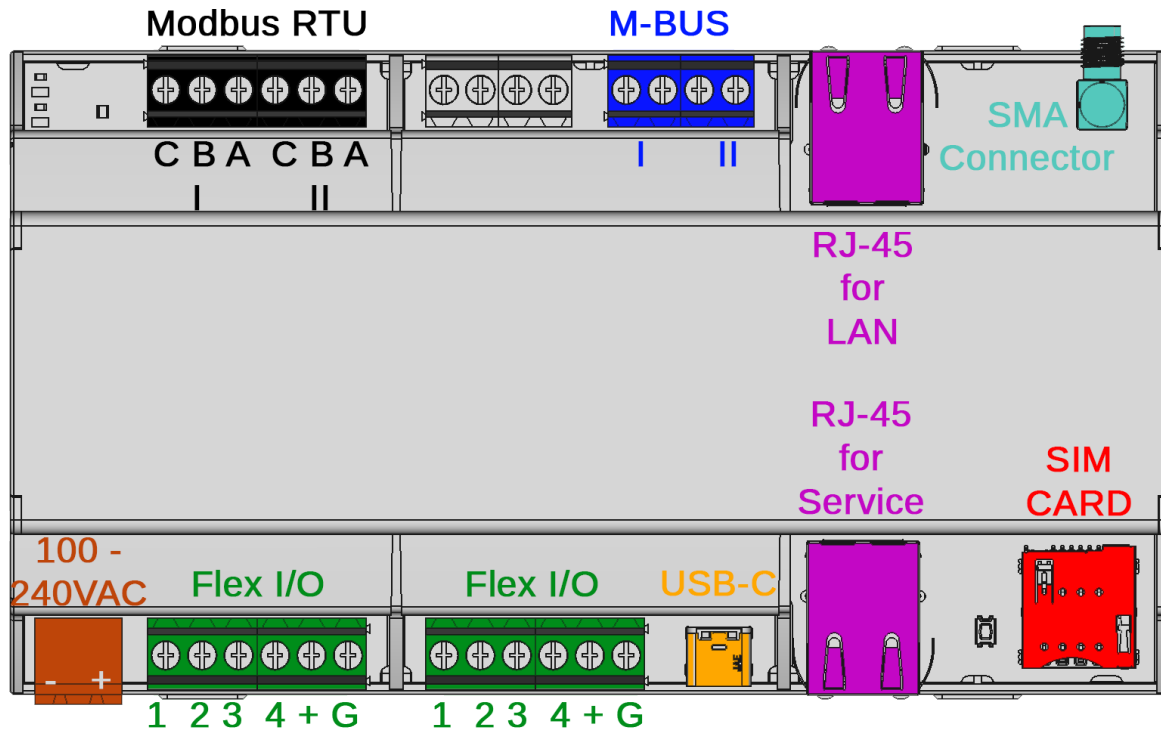 Modbus RTU
M-BUS
C B A C B A
I II
I II
SMA
Connector
RJ-45
for
LAN
RJ-45
for
Service
SIM
CARD
100 -
240VAC
Flex I/O
Flex I/O
USB-C
- +
JAE
1 2 3 4 + G
1 2 3 4 + G